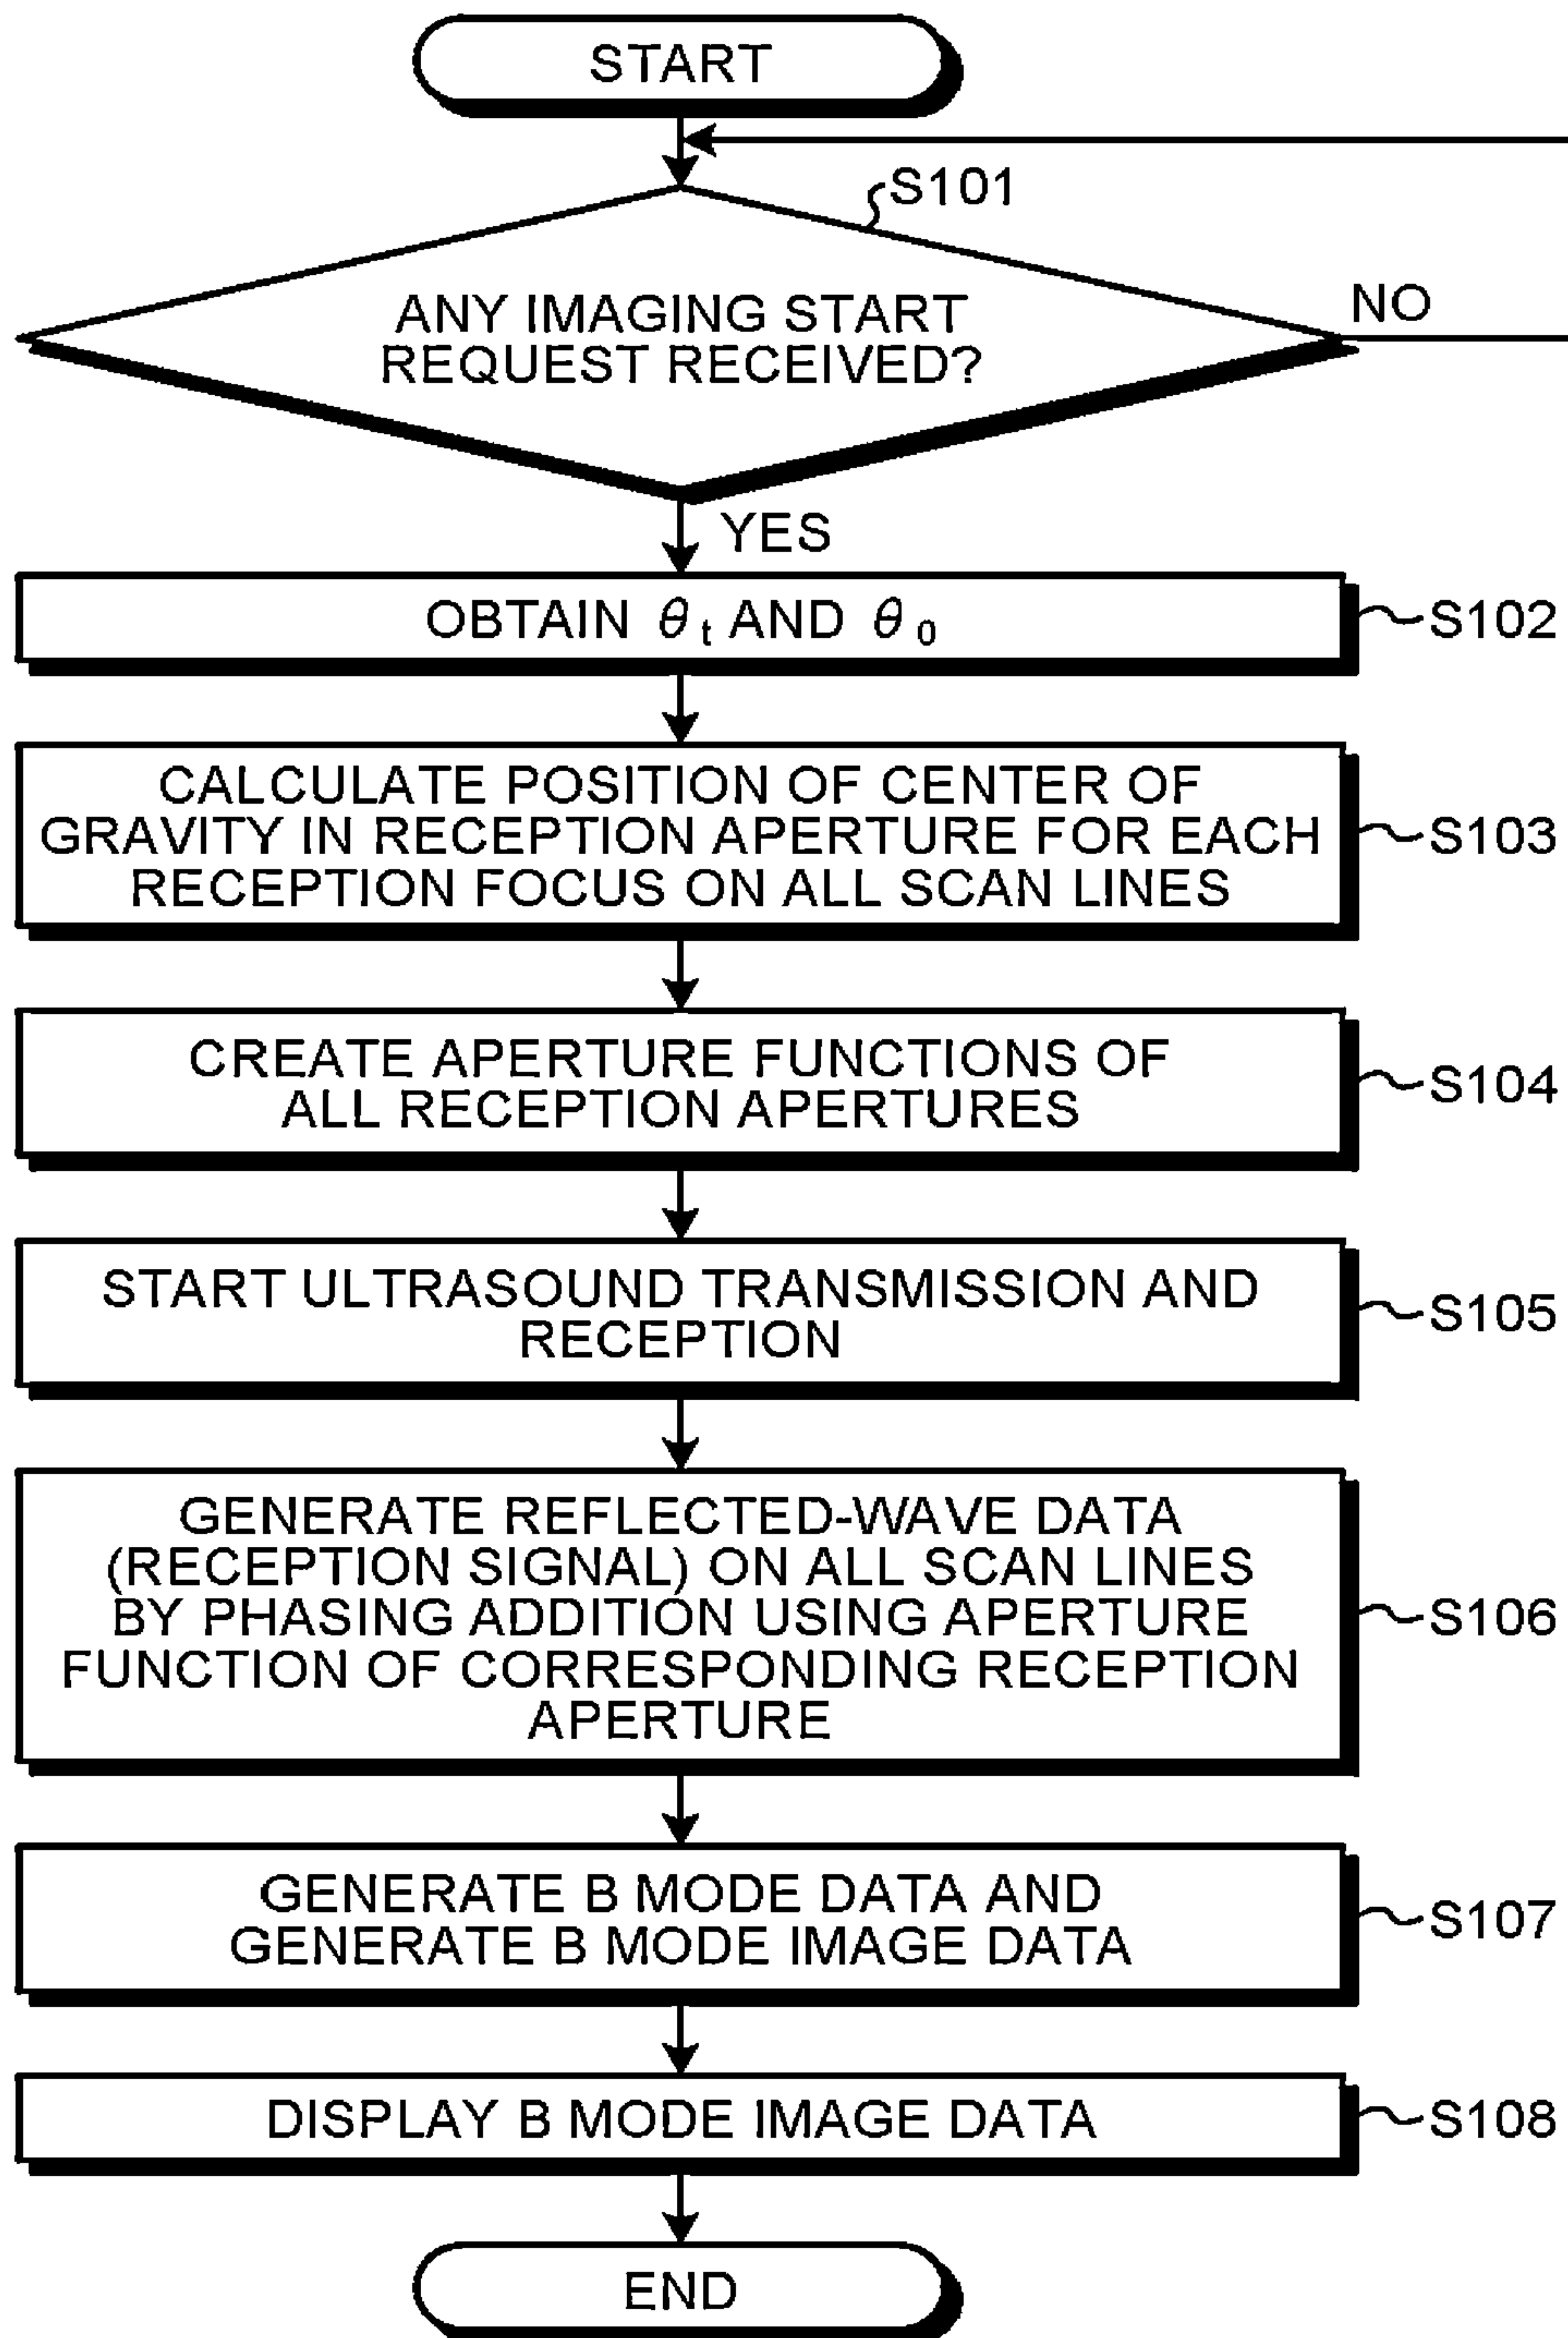 START
S101
ANY IMAGING START
REQUEST RECEIVED?
NO
YES
OBTAIN θt AND θ0
S102
CALCULATE POSITION OF CENTER OF
GRAVITY IN RECEPTION APERTURE FOR EACH
RECEPTION FOCUS ON ALL SCAN LINES
S103
CREATE APERTURE FUNCTIONS OF
ALL RECEPTION APERTURES
S104
START ULTRASOUND TRANSMISSION AND
RECEPTION
S105
GENERATE REFLECTED-WAVE DATA
(RECEPTION SIGNAL) ON ALL SCAN LINES
BY PHASING ADDITION USING APERTURE
FUNCTION OF CORRESPONDING RECEPTION
APERTURE
S106
GENERATE B MODE DATA AND
GENERATE B MODE IMAGE DATA
S107
DISPLAY B MODE IMAGE DATA
S108
END